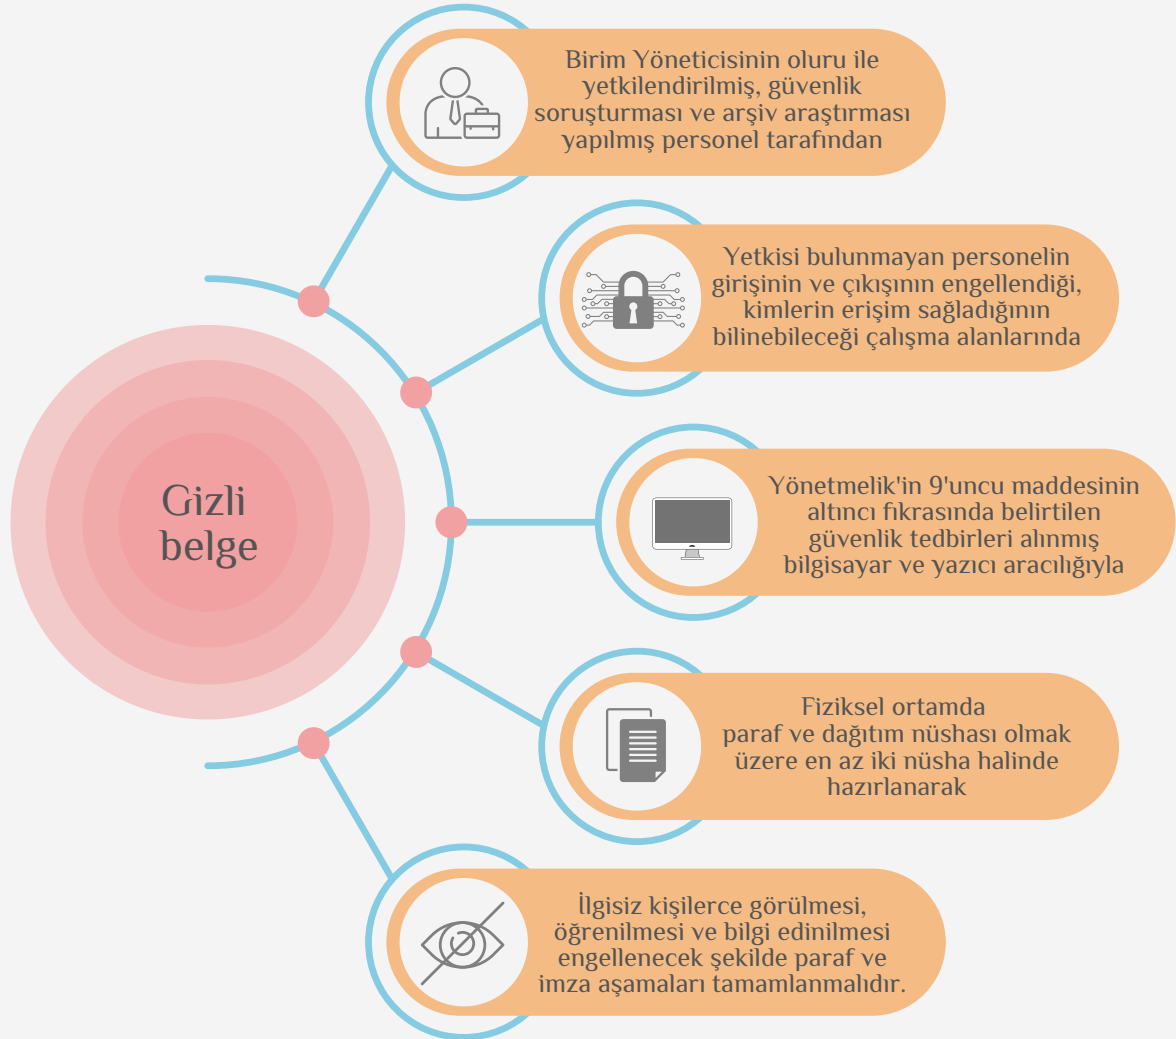 Birim Yöneticisinin oluru ile
yetkilendirilmiş, güvenlik
soruşturması ve arşiv araştırması
yapılmış personel tarafından
Yetkisi bulunmayan personelin
girişinin ve çıkışının engellendiği,
kimlerin erişim sağladığının
bilinebileceği çalışma alanlarında
Gizli
belge
Yönetmelik'in 9'uncu maddesinin
altıncı fıkrasında belirtilen
güvenlik tedbirleri alınmış
bilgisayar ve yazıcı aracılığıyla
Fiziksel ortamda
paraf ve dağıtım nüshası olmak
üzere en az iki nüsha halinde
hazırlanarak
İlgisiz kişilerce görülmesi,
öğrenilmesi ve bilgi edinilmesi
engellenecek şekilde paraf ve
imza aşamaları tamamlanmalıdır.